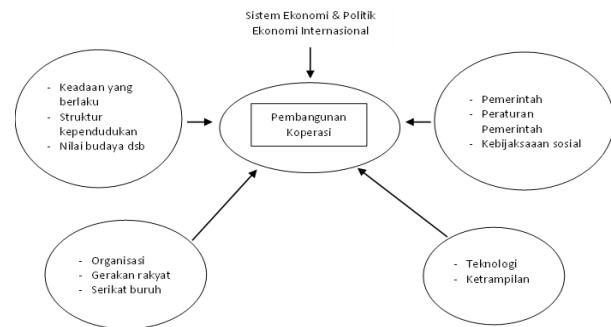 Sistem Ekonomi & Politik
Ekonomi Internasional
- Keadaan yang
berlaku
- Struktur
kependudukan
- Nilai budaya dsb
Pembangunan
Koperasi
- Pemerintah
- Peraturan
Pemerintah
- Kebijaksaaan sosial
- Organisasi
- Gerakan rakyat
- Serikat buruh
- Teknologi
- Ketrampilan